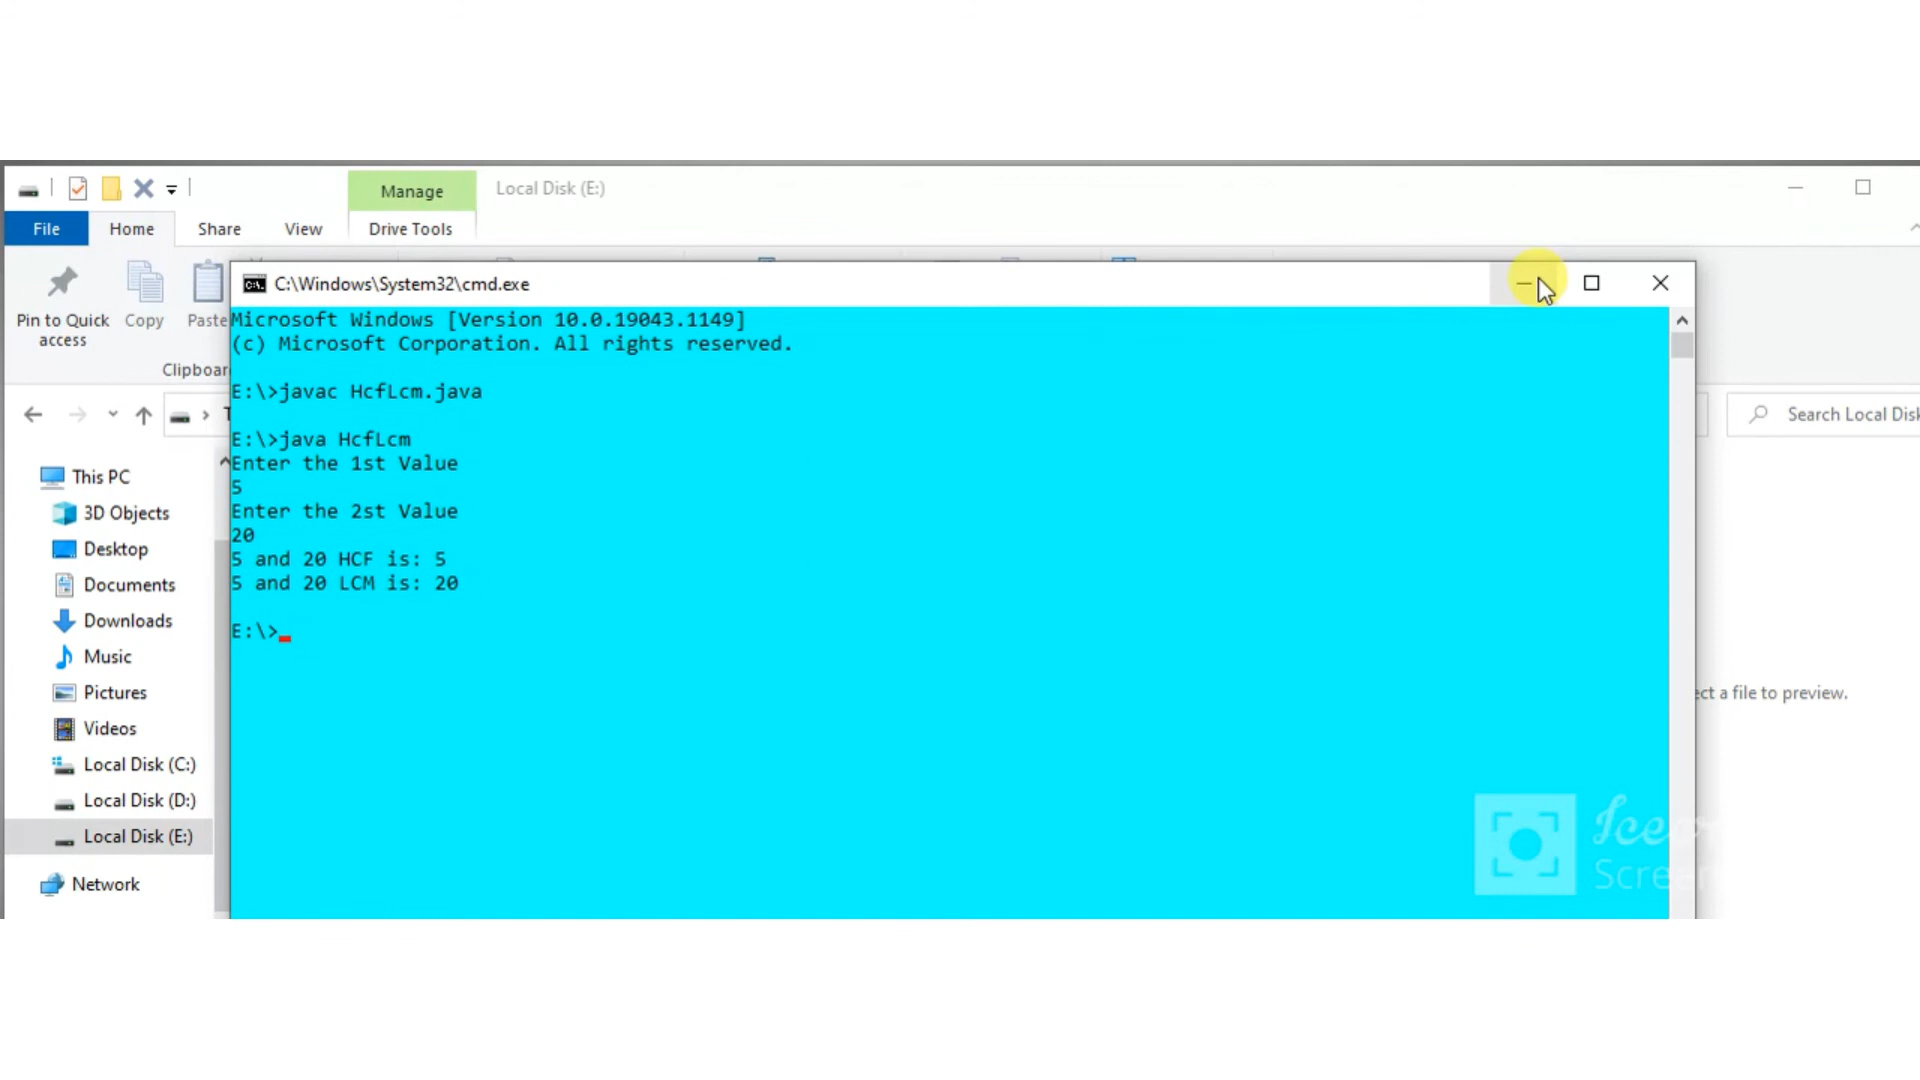 Manage
Local Disk (E:)
File
Home
Share
View
Drive Tools
Pin to Quick access
Copy
Paste
C:\Windows\System32\cmd.exe
Search Local Disk
Microsoft Windows [Version 10.0.19043.1149]
(c) Microsoft Corporation. All rights reserved.
E:\>javac HcfLcm.java
E:\>java HcfLcm
Enter the 1st Value
5
Enter the 2st Value
20
5 and 20 HCF is: 5
5 and 20 LCM is: 20
E:\>
This PC
3D Objects
Desktop
Documents
Downloads
Music
Pictures
Videos
Local Disk (C:)
Local Disk (D:)
Local Disk (E:)
Network
a file to preview.